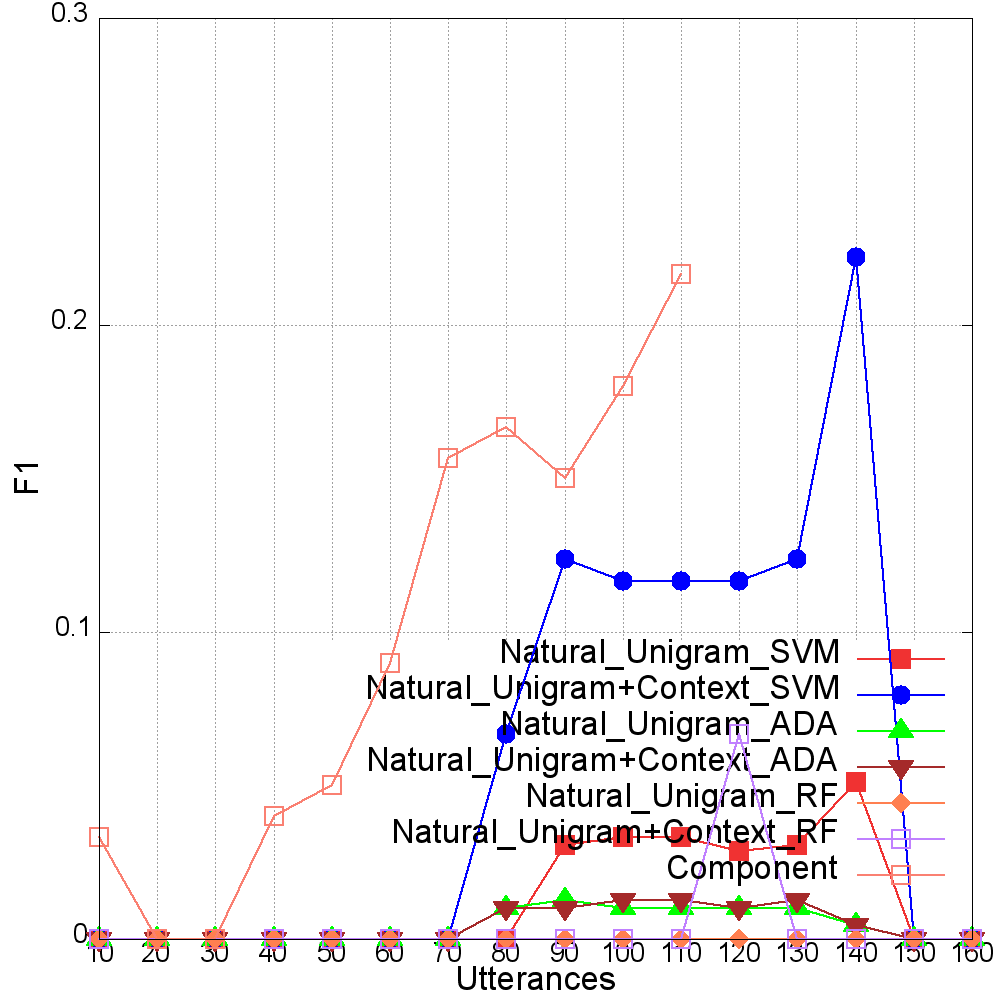 0.3
0.2
F1
0.1
Natural_Unigram_SVM
Natural_Unigram+Context_SVM
Natural_Unigram_ADA
Natural_Unigram+Context_ADA
Natural_Unigram_RF
Natural_Unigram+Context_RF
Component
0
10 20 30 40 50 60 70 80 90 100 110 120 130 140 150 160
Utterances